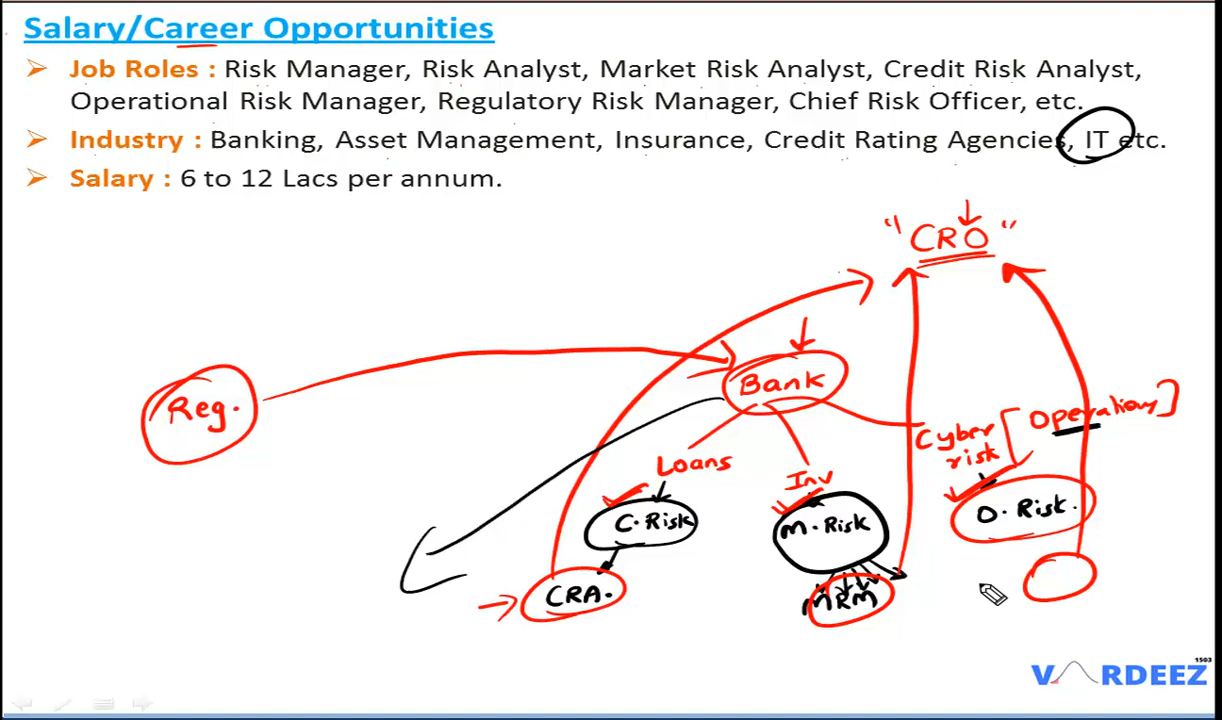 Salary/Career Opportunities
➢ Job Roles : Risk Manager, Risk Analyst, Market Risk Analyst, Credit Risk Analyst,
Operational Risk Manager, Regulatory Risk Manager, Chief Risk Officer, etc.
➢ Industry : Banking, Asset Management, Insurance, Credit Rating Agencies, IT etc.
➢ Salary : 6 to 12 Lacs per annum.
"CRO"
Bank
Reg.
Cyber risk [Operations]
Loans
Inv
C.Risk
M.Risk
O.Risk.
CRA.
MRM
1503
VARDEEZ